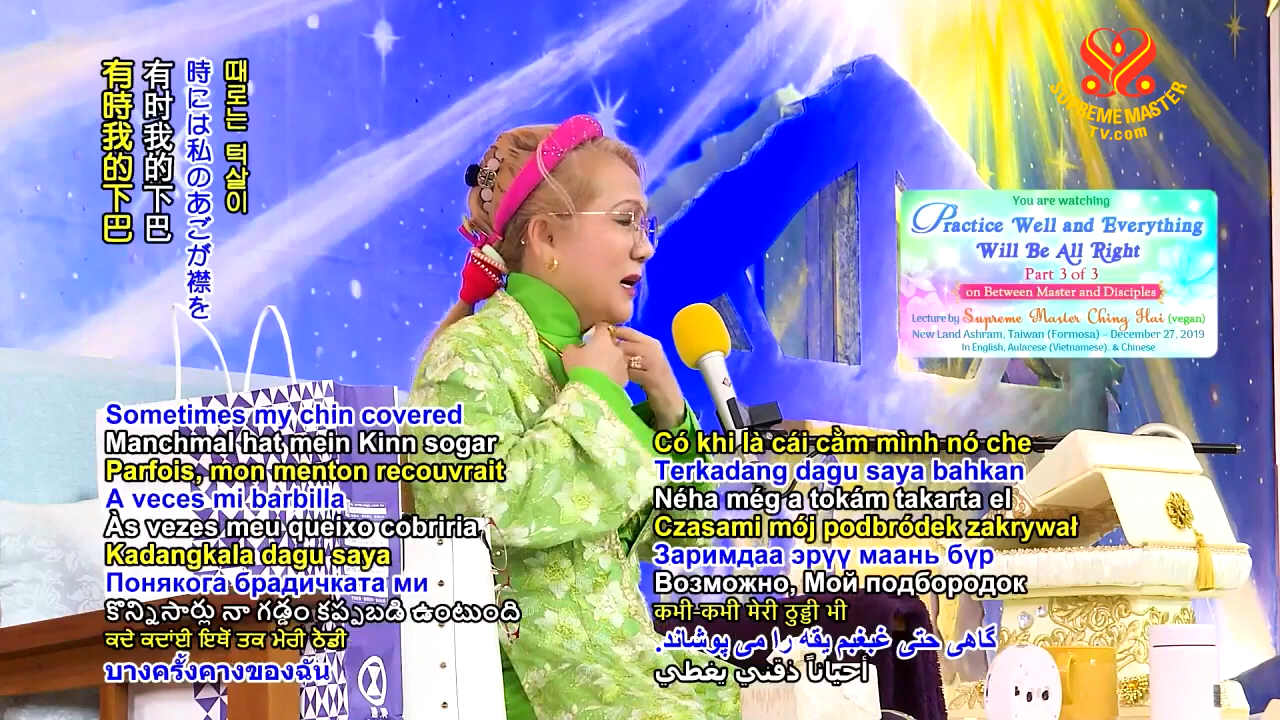 SUPREME MASTER
TV.com
有時我的下巴
有时我的下巴
時には私のあごが襟を
때로는 턱살이
You are watching
Practice Well and Everything
Will Be All Right
Part 3 of 3
on Between Master and Disciples
Lecture by Supreme Master Ching Hai (vegan)
New Land Ashram, Taiwan (Formosa) - December 27, 2019
In English, Aulacese (Vietnamese), & Chinese
Sometimes my chin covered
Manchmal hat mein Kinn sogar
Parfois, mon menton recouvrait
A veces mi barbilla
Às vezes meu queixo cobriria
Kadangkala dagu saya
Понякога брадичката ми
కొన్నిసార్లు నా గడ్డం కప్పబడి ఉంటుంది
ਕਦੇ ਕਦਾਂਈ ਇਥੋਂ ਤਕ ਮੇਰੀ ਠੋਡੀ
บางครั้งคางของฉัน
Có khi là cái cằm mình nó che
Terkadang dagu saya bahkan
Néha még a tokám takarta el
Czasami mój podbródek zakrywał
Заримдаа эрүү маань бүр
Возможно, Мой подбородок
कभी-कभी मेरी ठुड्डी भी
گاهی حتی غبغبم یقه را می پوشاند.
أحياناً ذقني يغطي